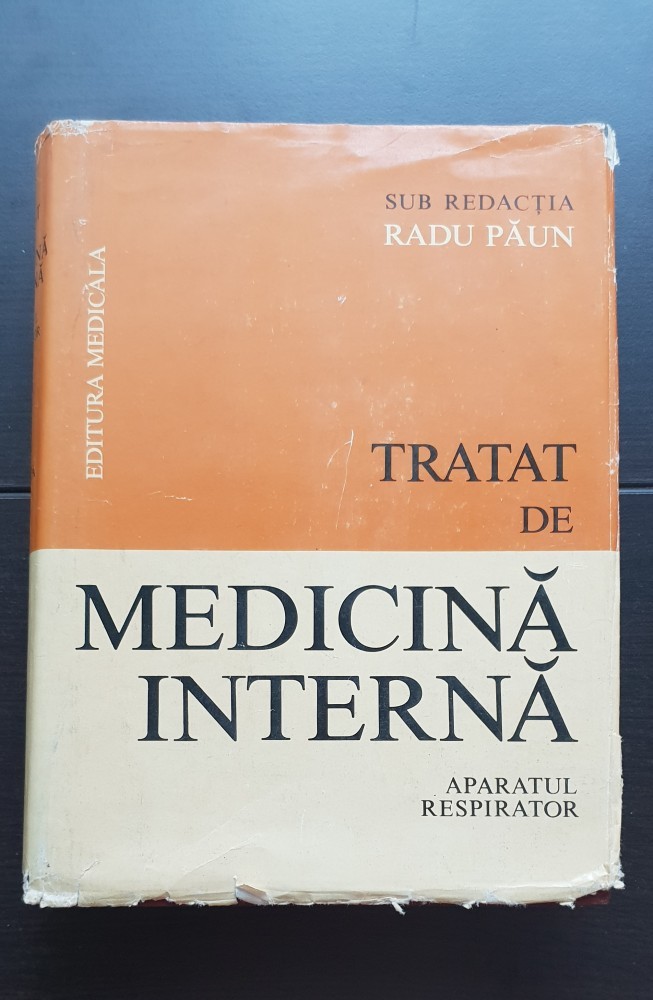 SUB REDACȚIA
RADU PĂUN
EDITURA MEDICALĂ
TRATAT
DE
MEDICINĂ
INTERNĂ
APARATUL
RESPIRATOR